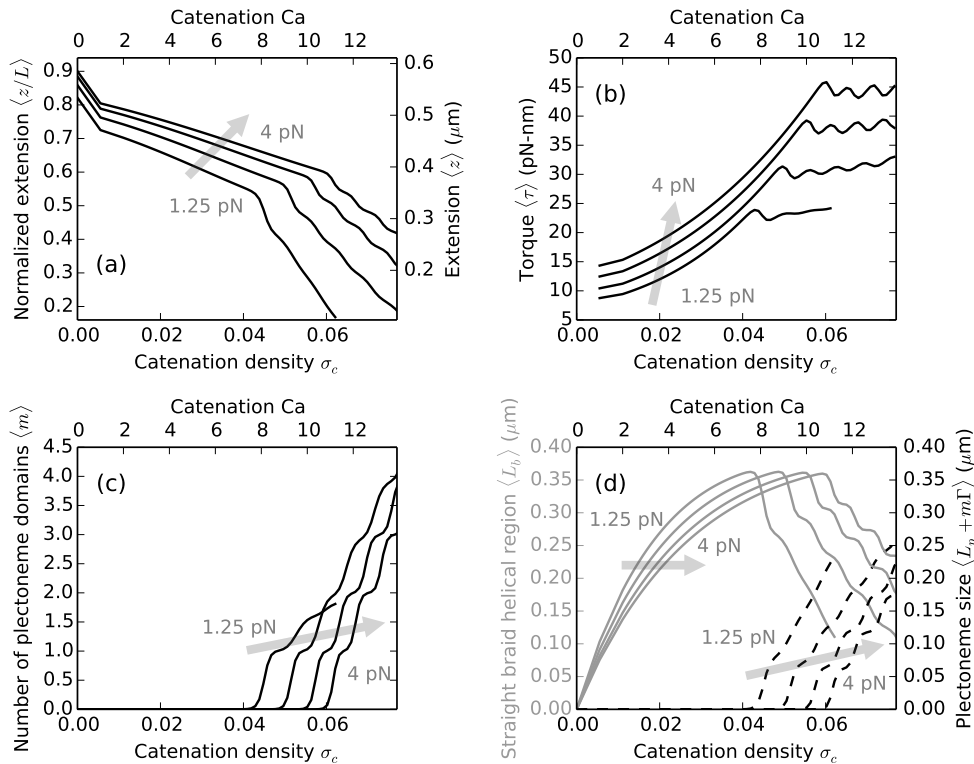 Catenation Ca
0 2 4 6 8 10 12
Normalized extension ⟨z/L⟩
0.9
0.8
0.7
0.6
0.5
0.4
0.3
0.2
4 pN
1.25 pN
(a)
0.6
0.5
0.4
0.3
0.2
Extension ⟨z⟩ (μm)
0.00 0.02 0.04 0.06
Catenation density σc
Catenation Ca
0 2 4 6 8 10 12
Torque ⟨τ⟩ (pN-nm)
50
45
40
35
30
25
20
15
10
5
(b)
4 pN
1.25 pN
0.00 0.02 0.04 0.06
Catenation density σc
Catenation Ca
0 2 4 6 8 10 12
Number of plectoneme domains ⟨m⟩
4.5
4.0
3.5
3.0
2.5
2.0
1.5
1.0
0.5
0.0
(c)
1.25 pN
4 pN
0.00 0.02 0.04 0.06
Catenation density σc
Catenation Ca
0 2 4 6 8 10 12
Straight braid helical region ⟨Lb⟩ (μm)
0.40
0.35
0.30
0.25
0.20
0.15
0.10
0.05
0.00
(d)
1.25 pN
4 pN
1.25 pN
4 pN
0.40
0.35
0.30
0.25
0.20
0.15
0.10
0.05
0.00
Plectoneme size ⟨Lp + mΓ⟩ (μm)
0.00 0.02 0.04 0.06
Catenation density σc